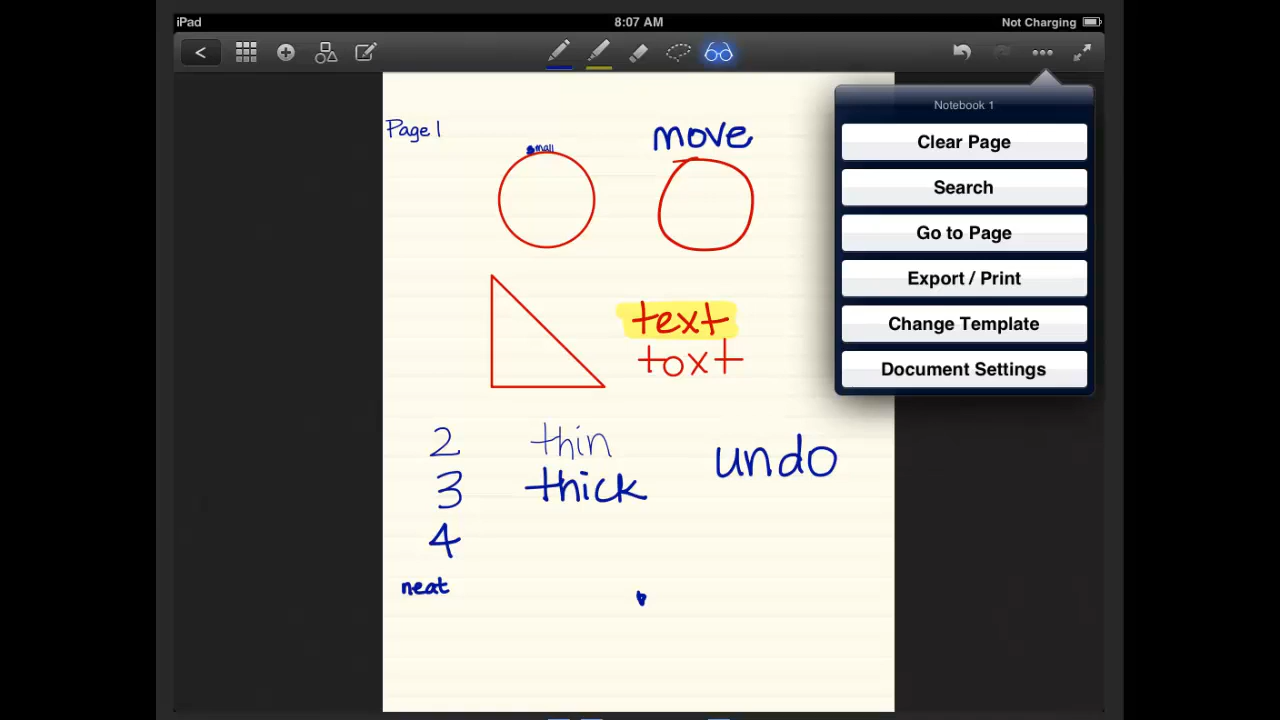 iPad 8:07 AM Not Charging
Notebook 1
Clear Page
Search
Go to Page
Export / Print
Change Template
Document Settings
Page 1
small
move
text
toxt
2 thin
undo
3 thick
4
neat